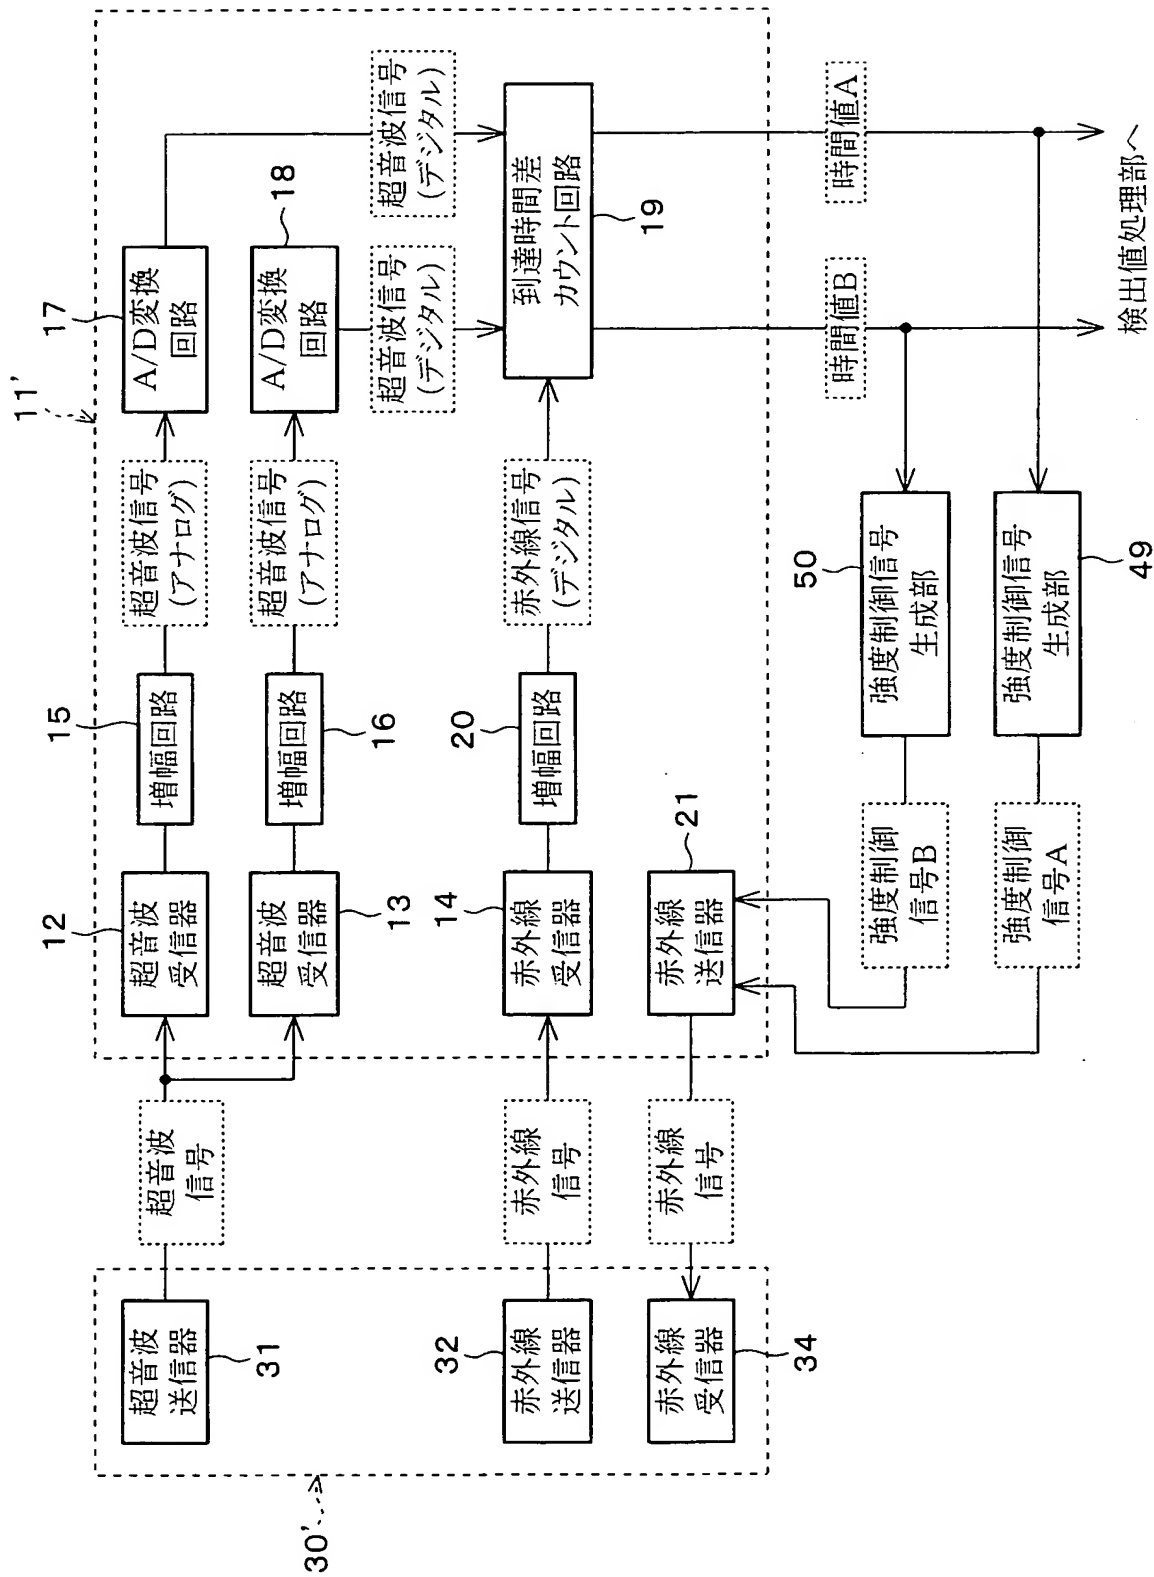 30'
超音波
送信器
31
赤外線
送信器
32
赤外線
受信器
34
超音波
信号
赤外線
信号
赤外線
信号
11'
12
超音波
受信器
超音波
受信器
13
14
赤外線
受信器
21
赤外線
送信器
15
増幅回路
増幅回路
16
20
増幅回路
超音波信号
(アナログ)
超音波信号
(アナログ)
赤外線信号
(デジタル)
17
A/D変換
回路
18
A/D変換
回路
超音波信号
(デジタル)
超音波信号
(デジタル)
到達時間差
カウント回路
19
時間値A
時間値B
検出値処理部へ
50
強度制御信号
生成部
強度制御信号
生成部
49
強度制御
信号B
強度制御
信号A